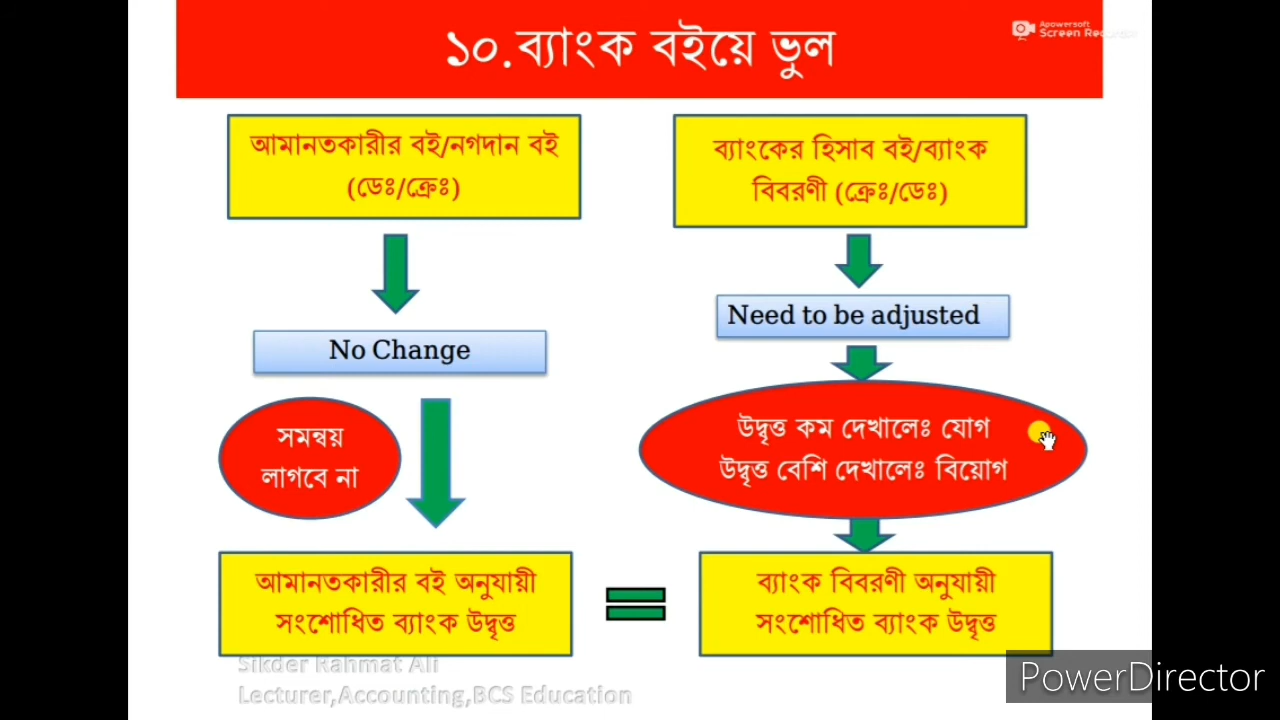 ১০.ব্যাংক বইয়ে ভুল
Apowersoft
Screen Recorder
আমানতকারীর বই/নগদান বই
(ডেঃ/ক্রেঃ)
ব্যাংকের হিসাব বই/ব্যাংক
বিবরণী (ক্রেঃ/ডেঃ)
No Change
Need to be adjusted
সমন্বয়
লাগবে না
উদ্বৃত্ত কম দেখালেঃ যোগ
উদ্বৃত্ত বেশি দেখালেঃ বিয়োগ
আমানতকারীর বই অনুযায়ী
সংশোধিত ব্যাংক উদ্বৃত্ত
=
ব্যাংক বিবরণী অনুযায়ী
সংশোধিত ব্যাংক উদ্বৃত্ত
Sikder Rahmat Ali
Lecturer,Accounting,BCS Education
PowerDirector